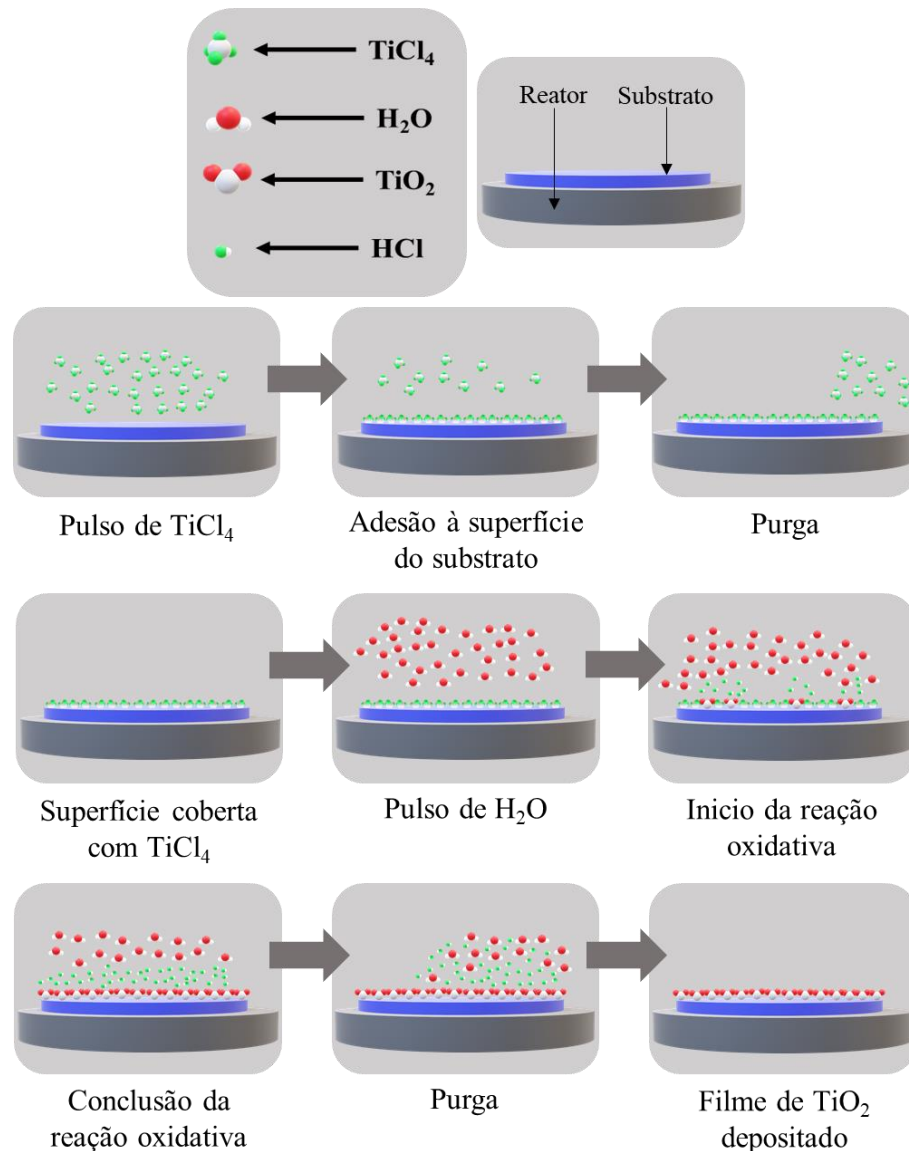 TiCl₄
H₂O
TiO₂
HCl
Reator
Substrato
Pulso de TiCl₄
Adesão à superfície
do substrato
Purga
Superfície coberta
com TiCl₄
Pulso de H₂O
Inicio da reação
oxidativa
Conclusão da
reação oxidativa
Purga
Filme de TiO₂
depositado